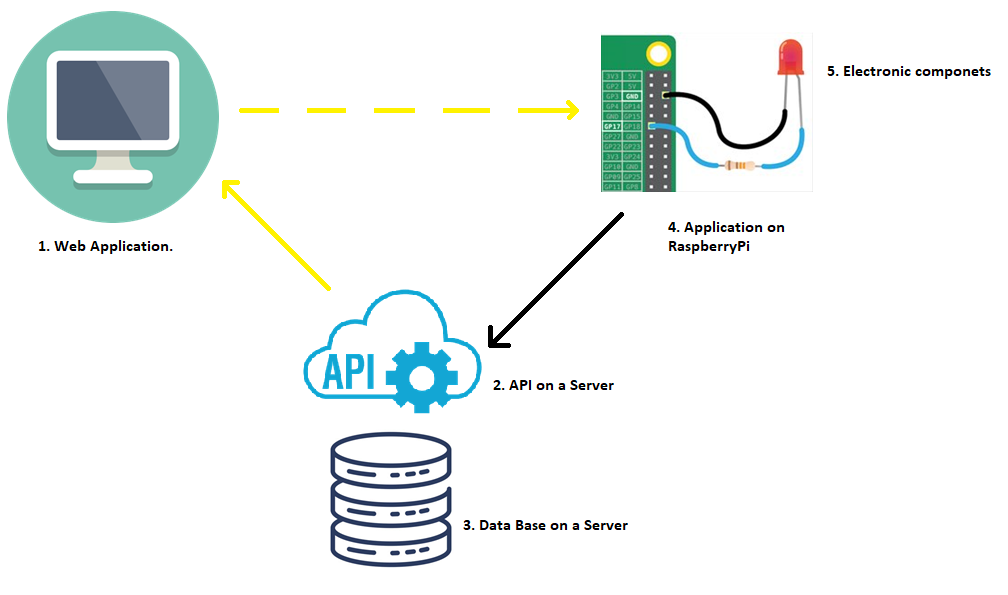 5. Electronic componets
3V3 5V
GP2 5V
GP3 GND
GP4 GP14
GND GP15
GP17 GP18
GP27 GND
GP22 GP23
3V3 GP24
GP10 GND
GP09 GP25
GP11 GP8
4. Application on
RaspberryPi
1. Web Application.
API
2. API on a Server
3. Data Base on a Server